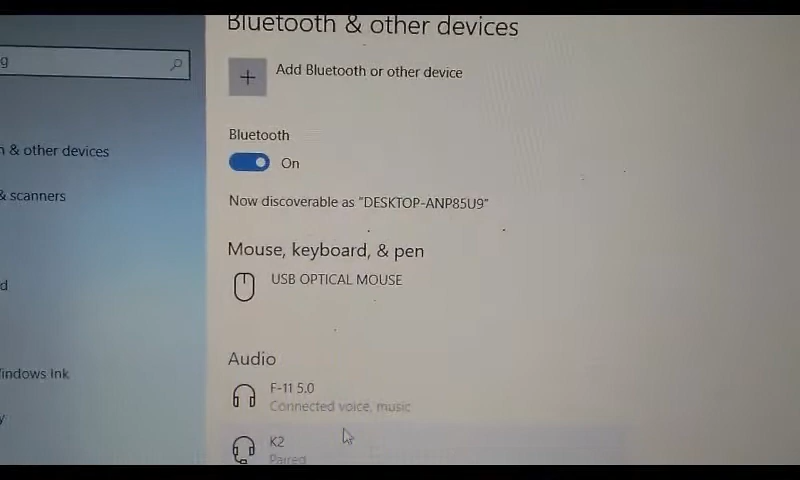 Bluetooth & other devices
g
Add Bluetooth or other device
Bluetooth
On
& other devices
& scanners
Now discoverable as "DESKTOP-ANP85U9"
Mouse, keyboard, & pen
USB OPTICAL MOUSE
d
Audio
indows Ink
F-11 5.0
Connected voice, music
y
K2
Paired